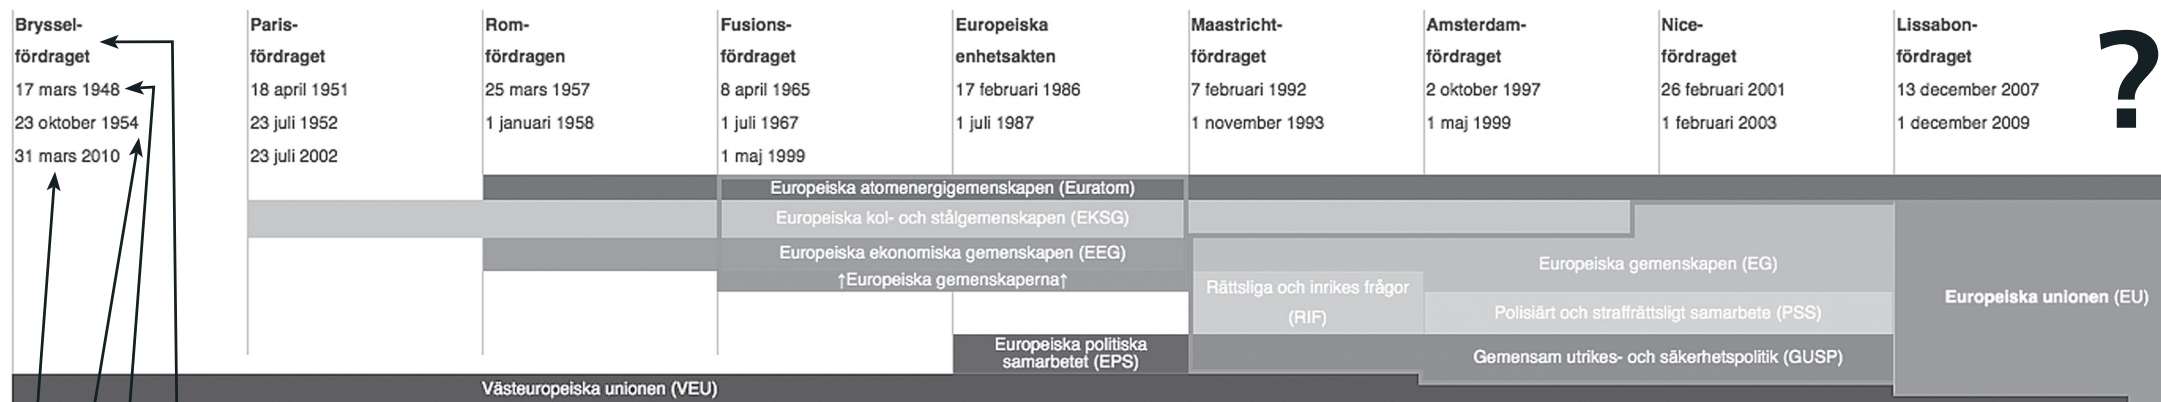 Bryssel-
fördraget
17 mars 1948
23 oktober 1954
31 mars 2010
Paris-
fördraget
18 april 1951
23 juli 1952
23 juli 2002
Rom-
fördragen
25 mars 1957
1 januari 1958
Fusions-
fördraget
8 april 1965
1 juli 1967
1 maj 1999
Europeiska
enhetsakten
17 februari 1986
1 juli 1987
Maastricht-
fördraget
7 februari 1992
1 november 1993
Amsterdam-
fördraget
2 oktober 1997
1 maj 1999
Nice-
fördraget
26 februari 2001
1 februari 2003
Lissabon-
fördraget
13 december 2007
1 december 2009
?
Europeiska atomenergigemenskapen (Euratom)
Europeiska kol- och stålgemenskapen (EKSG)
Europeiska ekonomiska gemenskapen (EEG)
↑Europeiska gemenskaperna↑
Europeiska gemenskapen (EG)
Rättsliga och inrikes frågor
(RIF)
Polisiärt och straffrättsligt samarbete (PSS)
Europeiska unionen (EU)
Europeiska politiska
samarbetet (EPS)
Gemensam utrikes- och säkerhetspolitik (GUSP)
Västeuropeiska unionen (VEU)